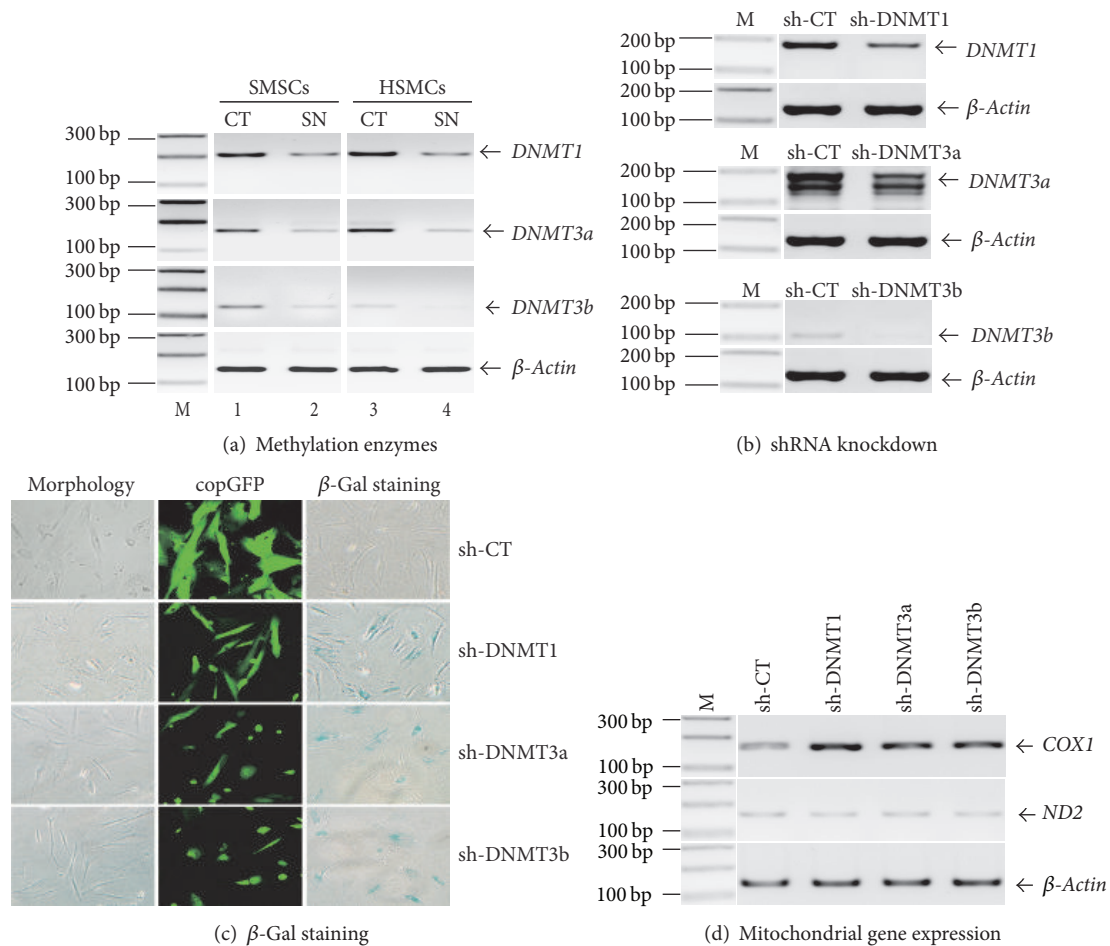 SMSCs HSMCs
CT SN CT SN
300 bp
100 bp
← DNMT1
300 bp
100 bp
← DNMT3a
300 bp
100 bp
← DNMT3b
300 bp
100 bp
← β-Actin
M 1 2 3 4
(a) Methylation enzymes
M sh-CT sh-DNMT1
200 bp
100 bp
← DNMT1
200 bp
100 bp
← β-Actin
M sh-CT sh-DNMT3a
200 bp
100 bp
← DNMT3a
200 bp
100 bp
← β-Actin
M sh-CT sh-DNMT3b
200 bp
100 bp
← DNMT3b
200 bp
100 bp
← β-Actin
(b) shRNA knockdown
Morphology copGFP β-Gal staining
sh-CT
sh-DNMT1
sh-DNMT3a
sh-DNMT3b
(c) β-Gal staining
M sh-CT sh-DNMT1 sh-DNMT3a sh-DNMT3b
300 bp
100 bp
← COX1
300 bp
100 bp
← ND2
300 bp
100 bp
← β-Actin
(d) Mitochondrial gene expression